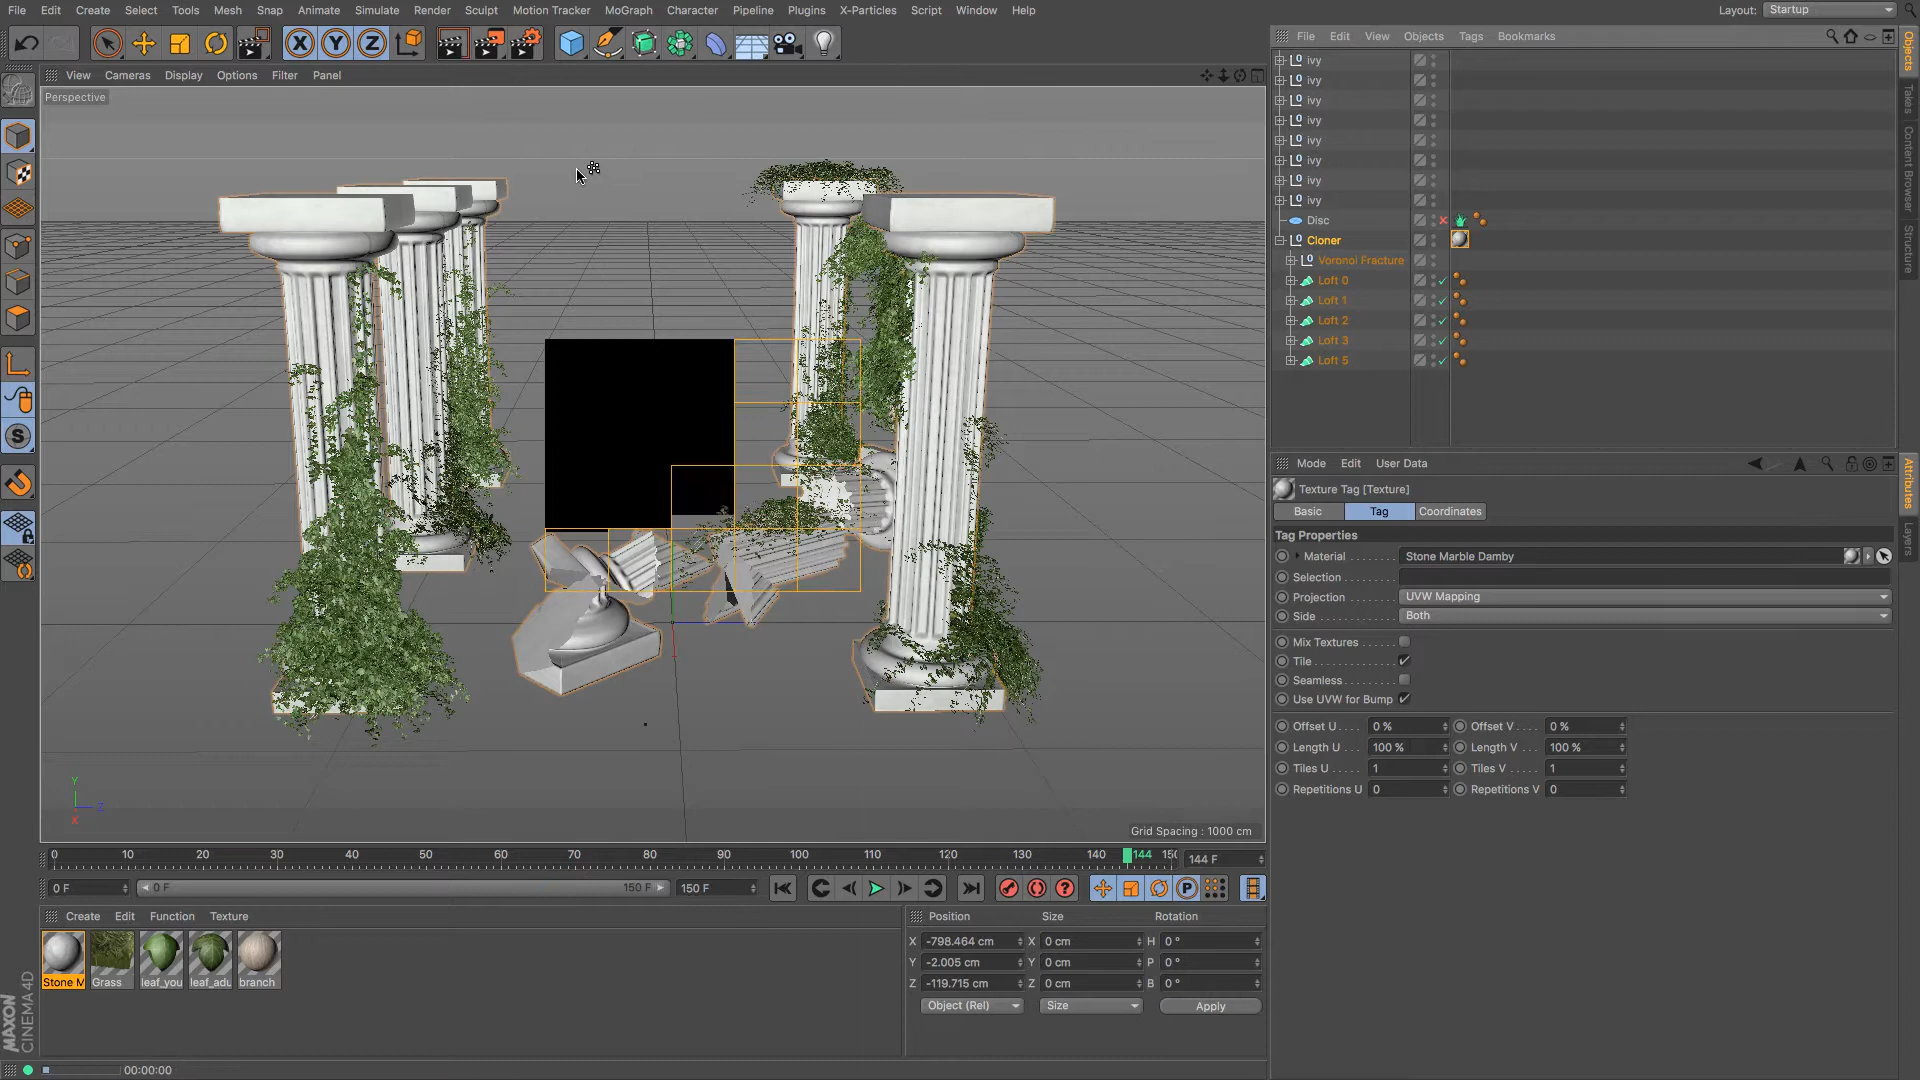 File Edit Create Select Tools Mesh Snap Animate Simulate Render Sculpt Motion Tracker MoGraph Character Pipeline Plugins X-Particles Script Window Help Layout: Startup
X Y Z
File Edit View Objects Tags Bookmarks
View Cameras Display Options Filter Panel
Perspective
ivy
ivy
ivy
ivy
ivy
ivy
ivy
ivy
Disc
Cloner
Voronoi Fracture
Loft 0
Loft 1
Loft 2
Loft 3
Loft 5
Objects
Takes
Content Browser
Structure
Mode Edit User Data
Texture Tag [Texture]
Basic Tag Coordinates
Tag Properties
Material Stone Marble Damby
Selection
Projection UVW Mapping
Side Both
Mix Textures
Tile
Seamless
Use UVW for Bump
Offset U 0 % Offset V 0 %
Length U 100 % Length V 100 %
Tiles U 1 Tiles V 1
Repetitions U 0 Repetitions V 0
Attributes
Layers
Y
Z
X
Grid Spacing : 1000 cm
0 10 20 30 40 50 60 70 80 90 100 110 120 130 140 144 150 144 F
0 F 0 F 150 F 150 F
Create Edit Function Texture
Stone M Grass leaf_you leaf_adu branch
Position Size Rotation
X -798.464 cm X 0 cm H 0 °
Y -2.005 cm Y 0 cm P 0 °
Z -119.715 cm Z 0 cm B 0 °
Object (Rel) Size Apply
MAXON
CINEMA 4D
00:00:00